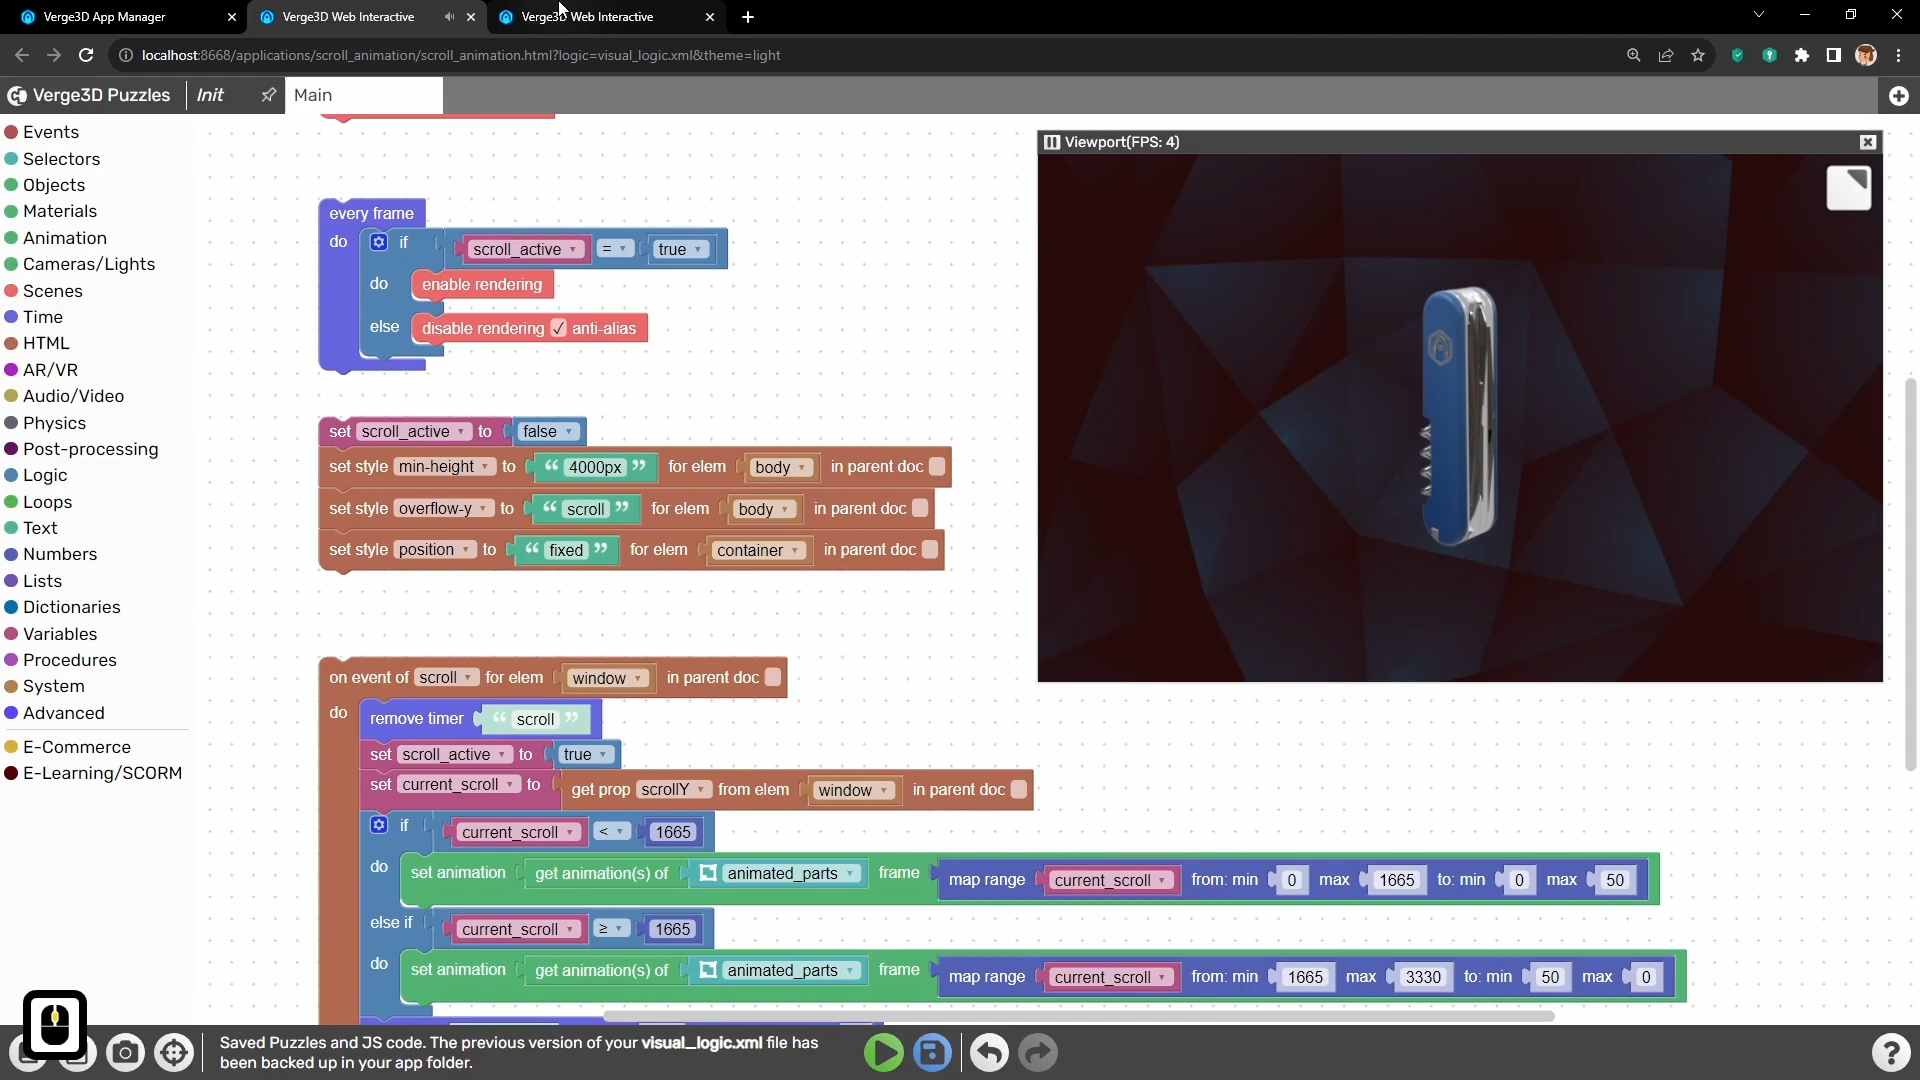 Verge3D App Manager
Verge3D Web Interactive
Verge3D Web Interactive
localhost:8668/applications/scroll_animation/scroll_animation.html?logic=visual_logic.xml&theme=light
Verge3D Puzzles
Init
Main
Events
Selectors
Objects
Materials
Animation
Cameras/Lights
Scenes
Time
HTML
AR/VR
Audio/Video
Physics
Post-processing
Logic
Loops
Text
Numbers
Lists
Dictionaries
Variables
Procedures
System
Advanced
E-Commerce
E-Learning/SCORM
every frame
do if scroll_active = true
do enable rendering
else disable rendering ✓ anti-alias
set scroll_active to false
set style min-height to “ 4000px ” for elem body in parent doc
set style overflow-y to “ scroll ” for elem body in parent doc
set style position to “ fixed ” for elem container in parent doc
on event of scroll for elem window in parent doc
do remove timer “ scroll ”
set scroll_active to true
set current_scroll to get prop scrollY from elem window in parent doc
if current_scroll < 1665
do set animation get animation(s) of animated_parts frame map range current_scroll from: min 0 max 1665 to: min 0 max 50
else if current_scroll ≥ 1665
do set animation get animation(s) of animated_parts frame map range current_scroll from: min 1665 max 3330 to: min 50 max 0
Viewport(FPS: 4)
Saved Puzzles and JS code. The previous version of your visual_logic.xml file has
been backed up in your app folder.
?